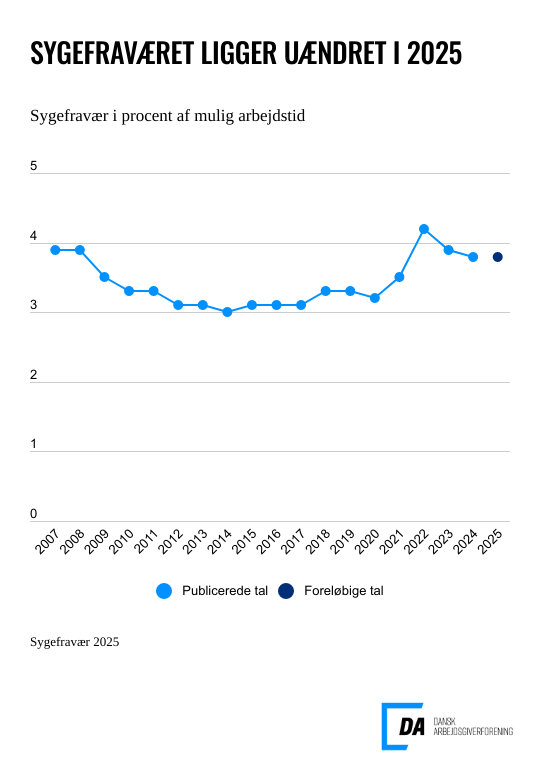 SYGEFRAVÆRET LIGGER UÆNDRET I 2025
Sygefravær i procent af mulig arbejdstid
5
4
3
2
1
0
2007 2008 2009 2010 2011 2012 2013 2014 2015 2016 2017 2018 2019 2020 2021 2022 2023 2024 2025
Publicerede tal Foreløbige tal
Sygefravær 2025
DA DANSK
ARBEJDSGIVERFORENING